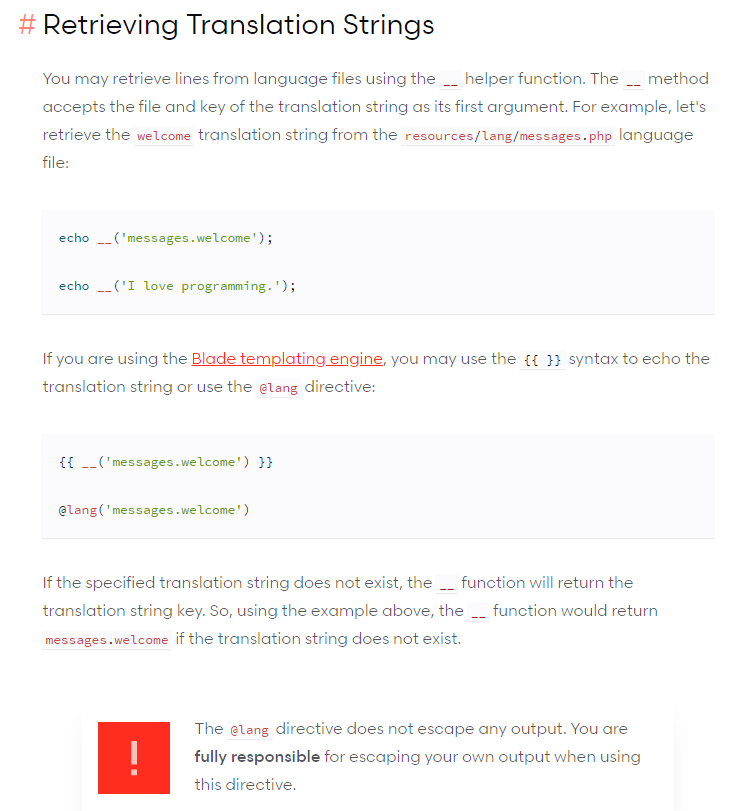 # Retrieving Translation Strings
You may retrieve lines from language files using the __ helper function. The __ method
accepts the file and key of the translation string as its first argument. For example, let's
retrieve the welcome translation string from the resources/lang/messages.php language
file:
echo __('messages.welcome');
echo __('I love programming.');
If you are using the Blade templating engine, you may use the {{ }} syntax to echo the
translation string or use the @lang directive:
{{ __('messages.welcome') }}
@lang('messages.welcome')
If the specified translation string does not exist, the __ function will return the
translation string key. So, using the example above, the __ function would return
messages.welcome if the translation string does not exist.
!
The @lang directive does not escape any output. You are
fully responsible for escaping your own output when using
this directive.